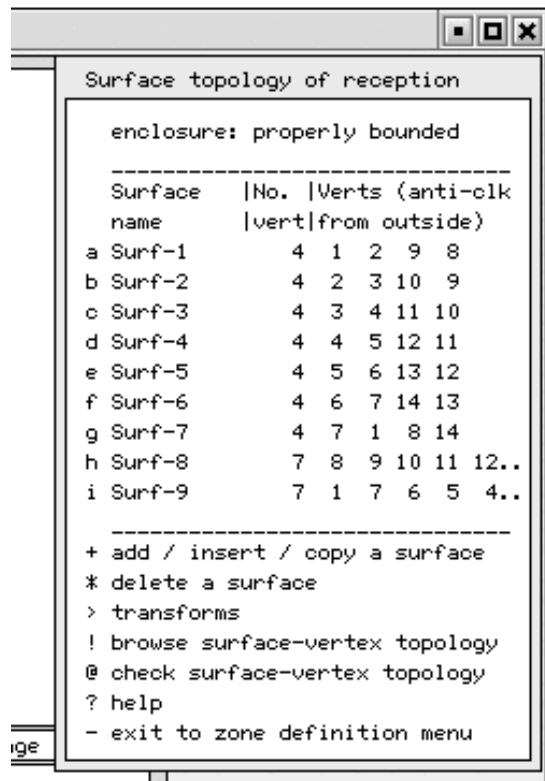 Surface topology of reception
enclosure: properly bounded
Surface |No. |Verts (anti-clk
name |vert|from outside)
a Surf-1 4 1 2 9 8
b Surf-2 4 2 3 10 9
c Surf-3 4 3 4 11 10
d Surf-4 4 4 5 12 11
e Surf-5 4 5 6 13 12
f Surf-6 4 6 7 14 13
g Surf-7 4 7 1 8 14
h Surf-8 7 8 9 10 11 12..
i Surf-9 7 1 7 6 5 4..
+ add / insert / copy a surface
* delete a surface
> transforms
! browse surface-vertex topology
@ check surface-vertex topology
? help
- exit to zone definition menu